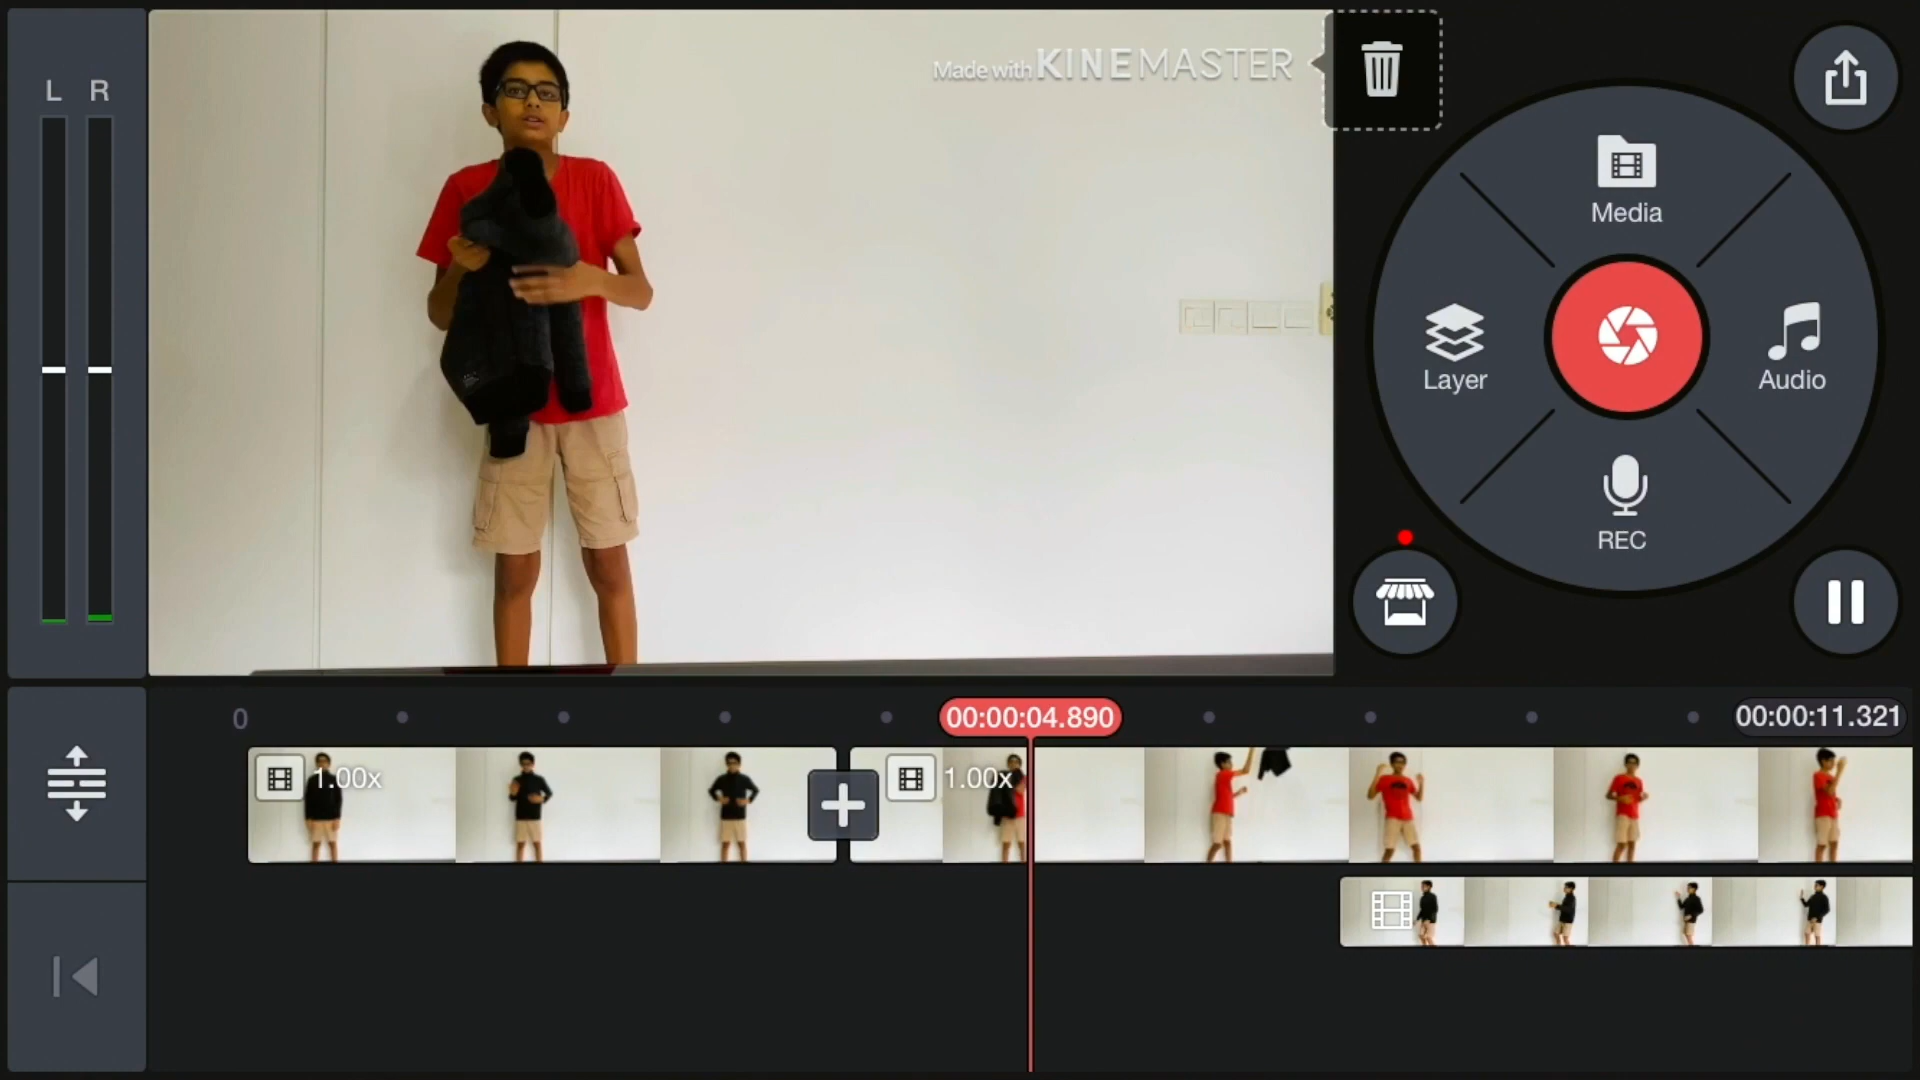 L R
Made with KINEMASTER
Media
Layer
Audio
REC
0
00:00:04.890
00:00:11.321
1.00x
1.00x